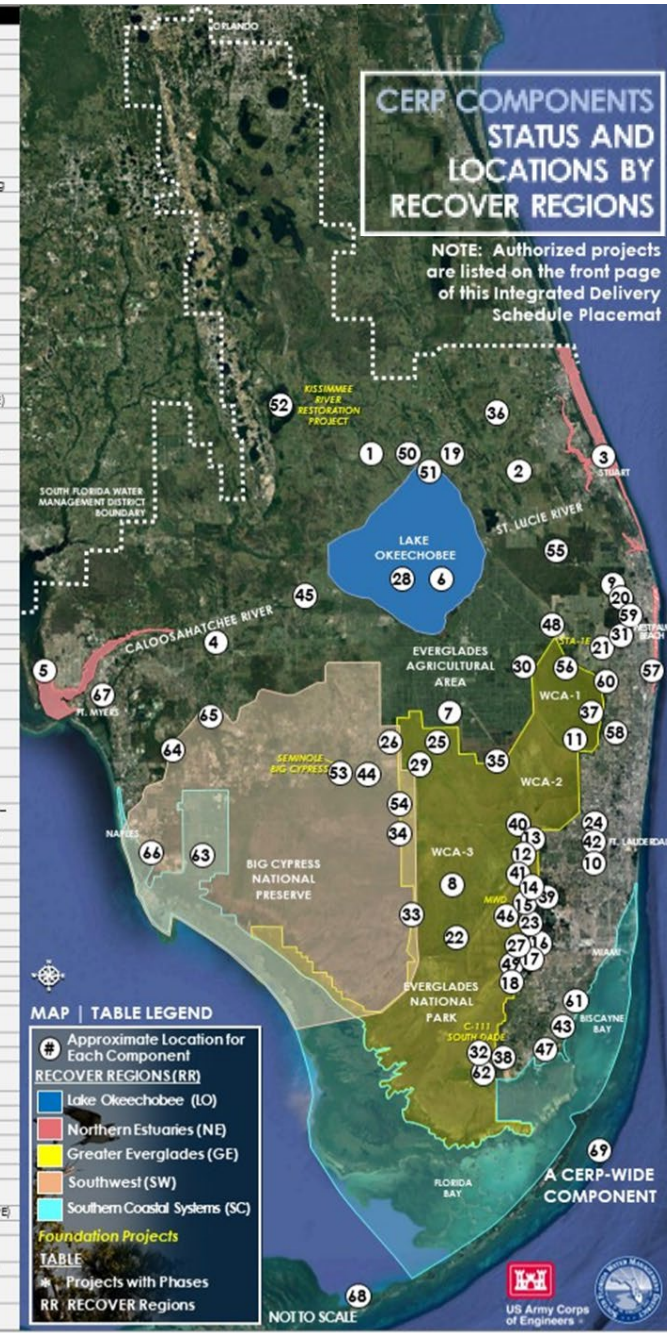 ORLANDO
CERP COMPONENTS
STATUS AND
LOCATIONS BY
RECOVER REGIONS
NOTE: Authorized projects
are listed on the front page
of this Integrated Delivery
Schedule Placemat
KISSIMMEE
RIVER
RESTORATION
PROJECT
52
36
1
50
19
51
2
3
STUART
SOUTH FLORIDA WATER
MANAGEMENT DISTRICT
BOUNDARY
ST. LUCIE RIVER
LAKE
OKEECHOBEE
28
6
55
45
9
20
59
CALOOSAHATCHEE RIVER
4
48
STA-1E
31
WEST PALM
BEACH
21
5
67
FT. MYERS
EVERGLADES
AGRICULTURAL
AREA
30
56
57
60
WCA-1
65
7
37
64
26
25
11
58
SEMINOLE
BIG CYPRESS
53
44
29
35
WCA-2
54
NAPLES
34
40
24
13
42
FT. LAUDERDA
66
63
BIG CYPRESS
NATIONAL
PRESERVE
WCA-3
12
10
41
8
14
39
MWD
15
33
46
23
22
27
16
MIAMI
49
17
18
EVERGLADES
NATIONAL
PARK
61
C-111
SOUTH DADE
43
BISCAYNE
BAY
32
38
47
62
69
A CERP-WIDE
COMPONENT
FLORIDA
BAY
MAP | TABLE LEGEND
# Approximate Location for
Each Component
RECOVER REGIONS (RR)
Lake Okeechobee (LO)
Northern Estuaries (NE)
Greater Everglades (GE)
Southwest (SW)
Southern Coastal Systems (SC)
Foundation Projects
TABLE
* Projects with Phases
RR RECOVER Regions
68
NOT TO SCALE
US Army Corps
of Engineers